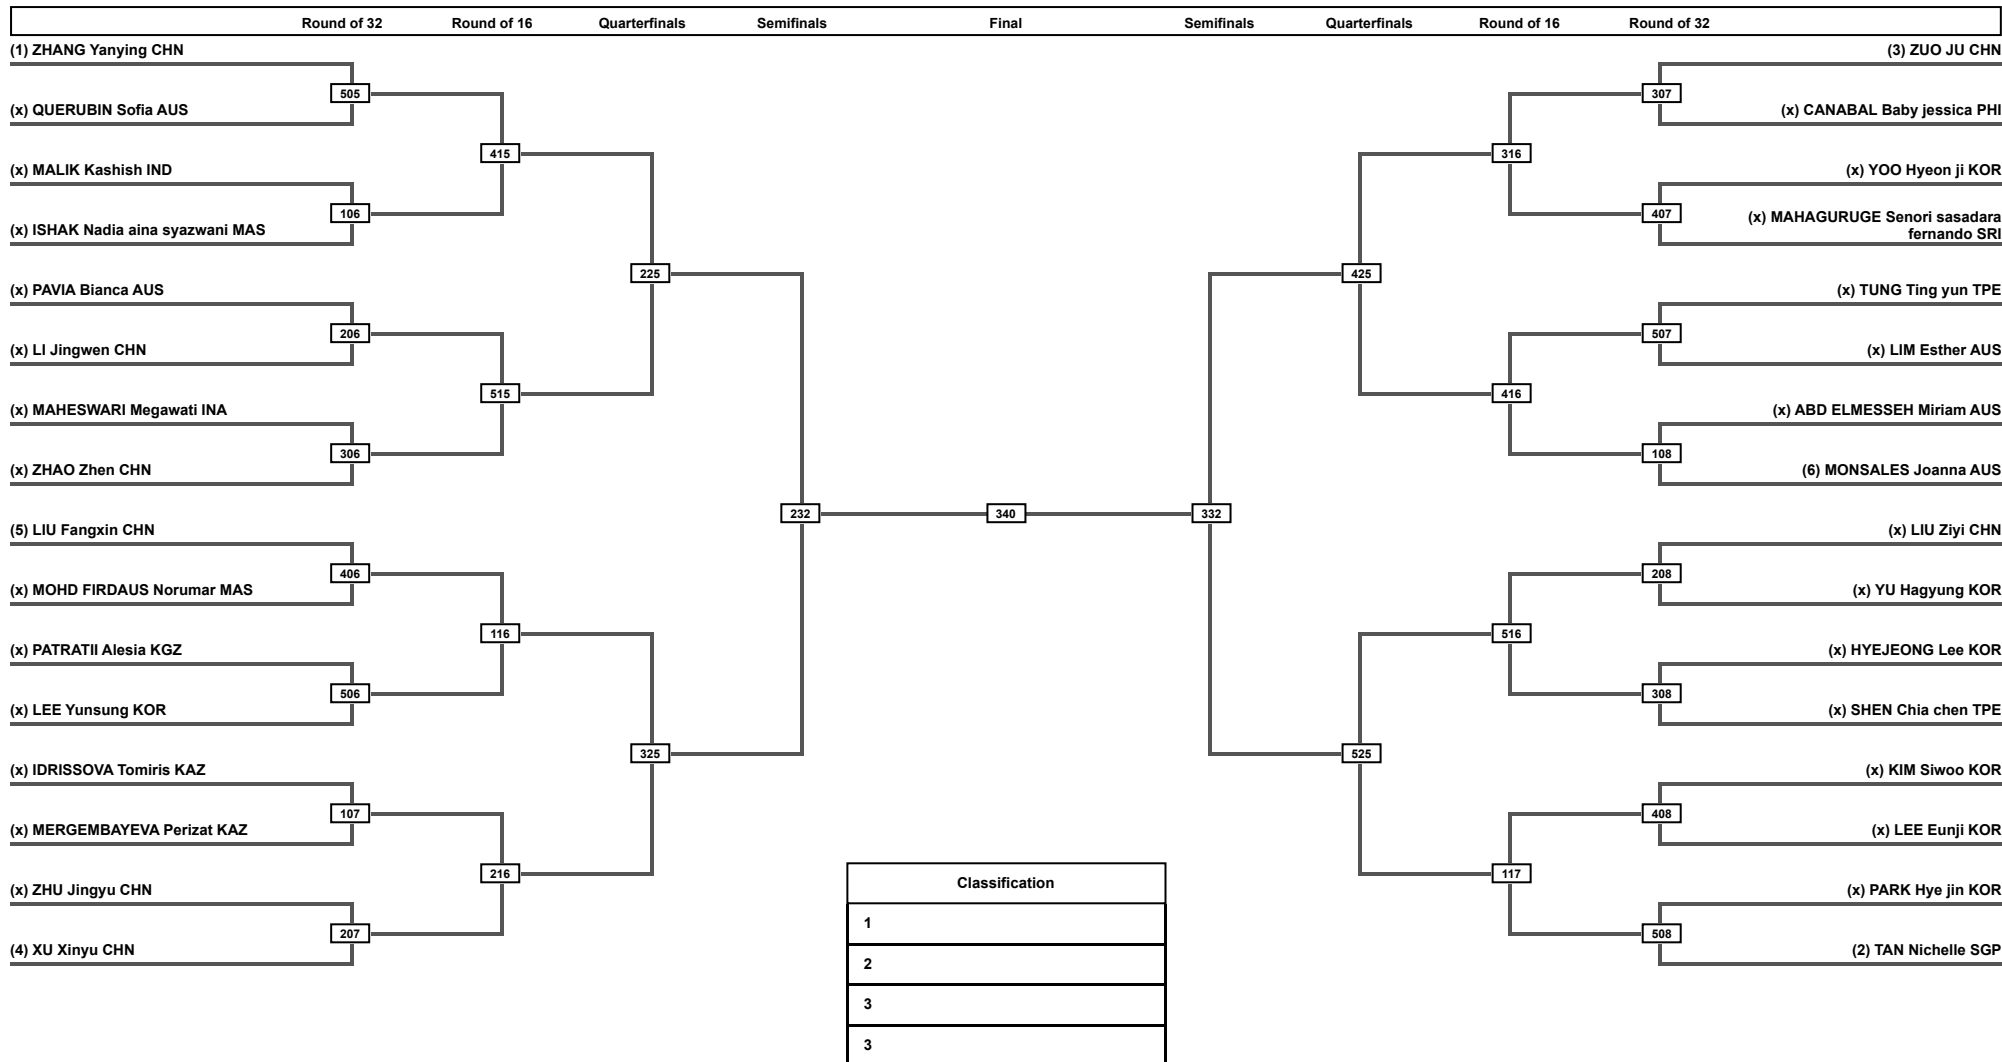 Round of 32 Round of 16 Quarterfinals Semifinals Final Semifinals Quarterfinals Round of 16 Round of 32
(1) ZHANG Yanying CHN
505
(x) QUERUBIN Sofia AUS
415
(x) MALIK Kashish IND
106
(x) ISHAK Nadia aina syazwani MAS
225
(x) PAVIA Bianca AUS
206
(x) LI Jingwen CHN
515
(x) MAHESWARI Megawati INA
306
(x) ZHAO Zhen CHN
232
(5) LIU Fangxin CHN
406
(x) MOHD FIRDAUS Norumar MAS
116
(x) PATRATII Alesia KGZ
506
(x) LEE Yunsung KOR
325
(x) IDRISSOVA Tomiris KAZ
107
(x) MERGEMBAYEVA Perizat KAZ
216
(x) ZHU Jingyu CHN
207
(4) XU Xinyu CHN
340
(3) ZUO JU CHN
307
(x) CANABAL Baby jessica PHI
316
(x) YOO Hyeon ji KOR
407
(x) MAHAGURUGE Senori sasadara
fernando SRI
425
(x) TUNG Ting yun TPE
507
(x) LIM Esther AUS
416
(x) ABD ELMESSEH Miriam AUS
108
(6) MONSALES Joanna AUS
332
(x) LIU Ziyi CHN
208
(x) YU Hagyung KOR
516
(x) HYEJEONG Lee KOR
308
(x) SHEN Chia chen TPE
525
(x) KIM Siwoo KOR
408
(x) LEE Eunji KOR
117
(x) PARK Hye jin KOR
508
(2) TAN Nichelle SGP
Classification
1
2
3
3